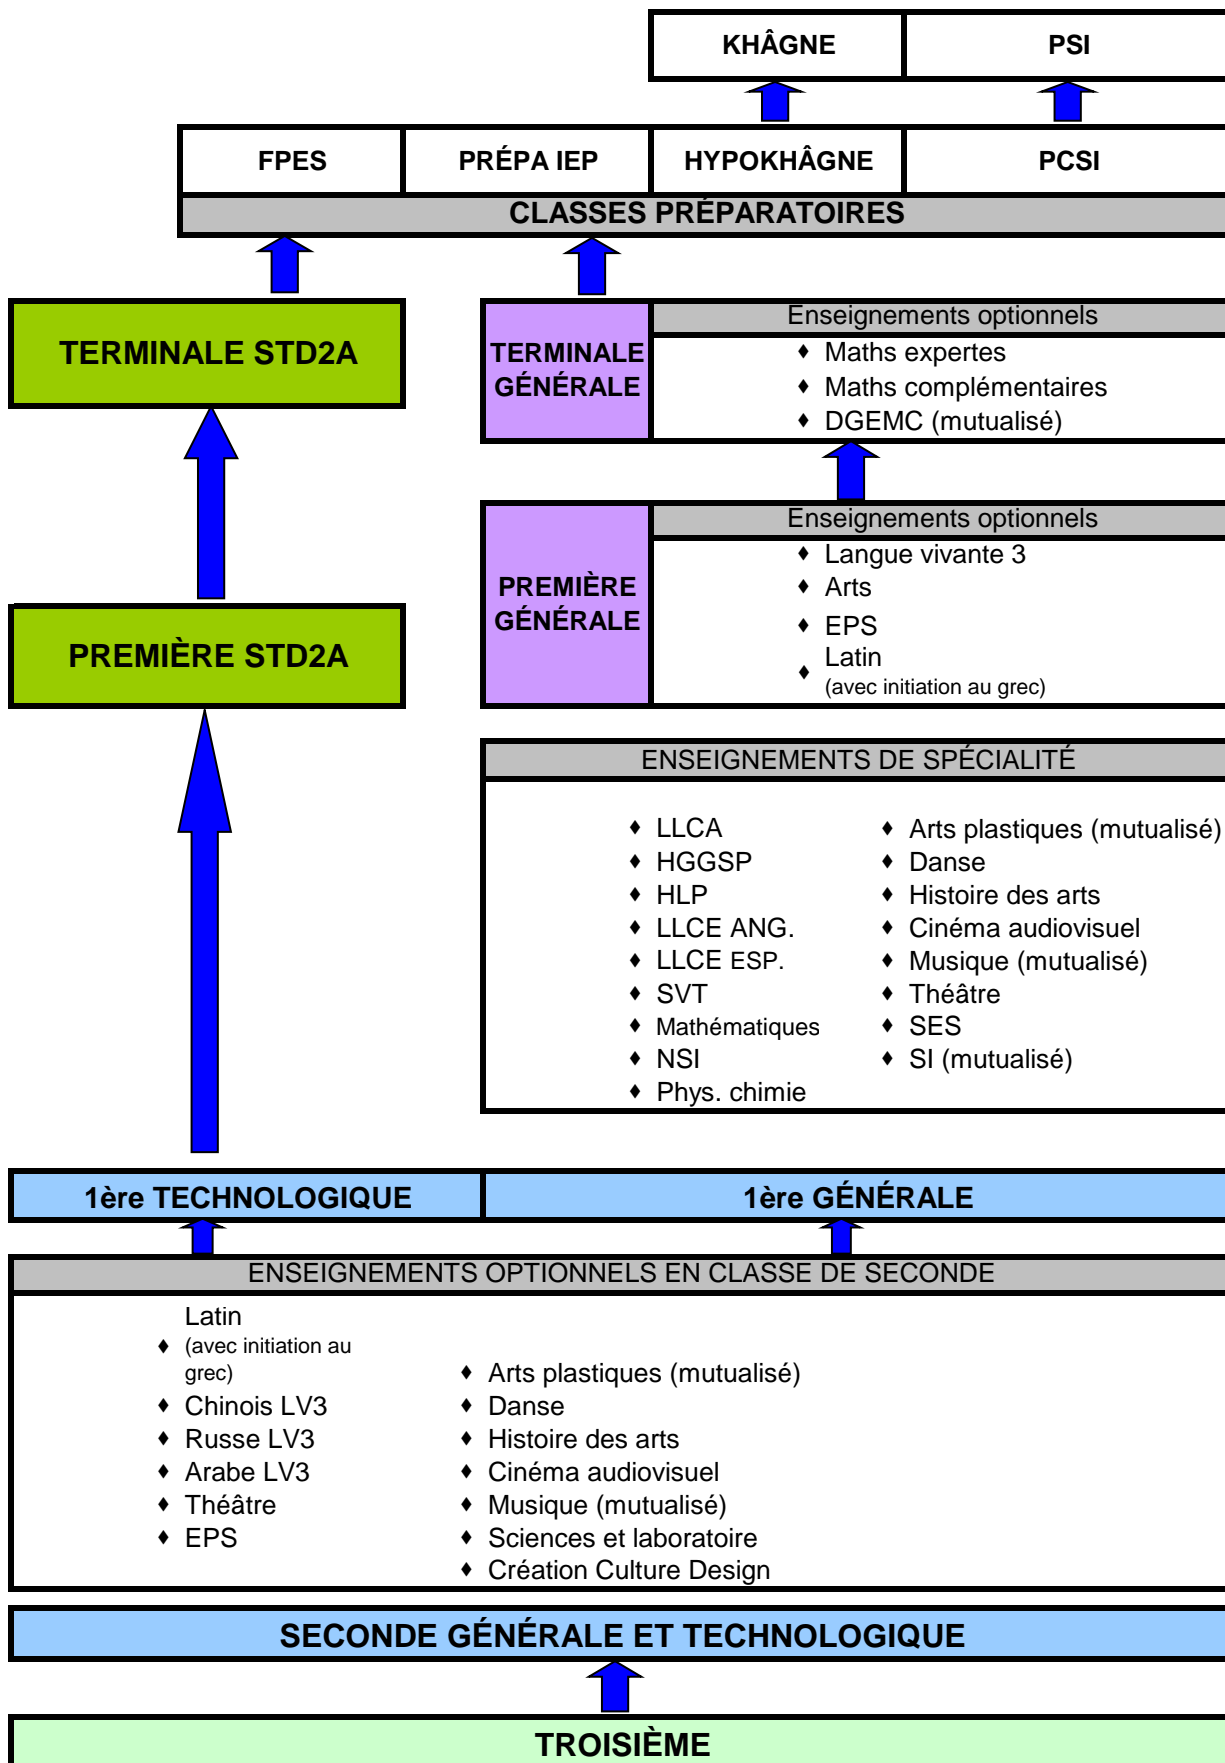 KHÂGNE
PSI
FPES
PRÉPA IEP
HYPOKHÂGNE
PCSI
CLASSES PRÉPARATOIRES
TERMINALE STD2A
TERMINALE
GÉNÉRALE
Enseignements optionnels
♦ Maths expertes
♦ Maths complémentaires
♦ DGEMC (mutualisé)
PREMIÈRE STD2A
PREMIÈRE
GÉNÉRALE
Enseignements optionnels
♦ Langue vivante 3
♦ Arts
♦ EPS
♦ Latin
(avec initiation au grec)
ENSEIGNEMENTS DE SPÉCIALITÉ
♦ LLCA
♦ HGGSP
♦ HLP
♦ LLCE ANG.
♦ LLCE ESP.
♦ SVT
♦ Mathématiques
♦ NSI
♦ Phys. chimie
♦ Arts plastiques (mutualisé)
♦ Danse
♦ Histoire des arts
♦ Cinéma audiovisuel
♦ Musique (mutualisé)
♦ Théâtre
♦ SES
♦ SI (mutualisé)
1ère TECHNOLOGIQUE
1ère GÉNÉRALE
ENSEIGNEMENTS OPTIONNELS EN CLASSE DE SECONDE
Latin
♦ (avec initiation au
grec)
♦ Chinois LV3
♦ Russe LV3
♦ Arabe LV3
♦ Théâtre
♦ EPS
♦ Arts plastiques (mutualisé)
♦ Danse
♦ Histoire des arts
♦ Cinéma audiovisuel
♦ Musique (mutualisé)
♦ Sciences et laboratoire
♦ Création Culture Design
SECONDE GÉNÉRALE ET TECHNOLOGIQUE
TROISIÈME